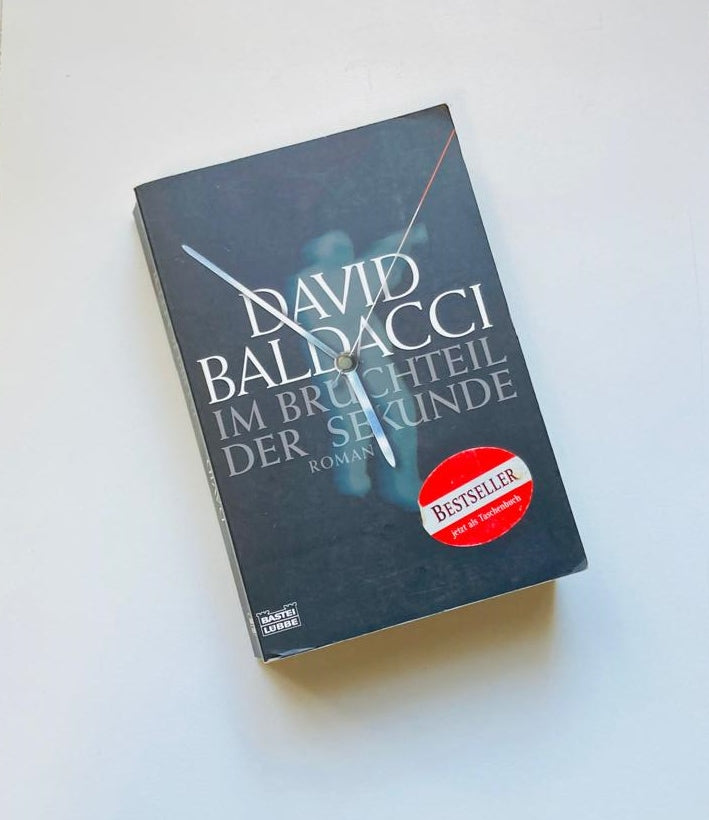 DAVID
BALDACCI
IM BRUCHTEIL
DER SEKUNDE
ROMAN
BESTSELLER
jetzt als Taschenbuch
BASTEI
LÜBBE